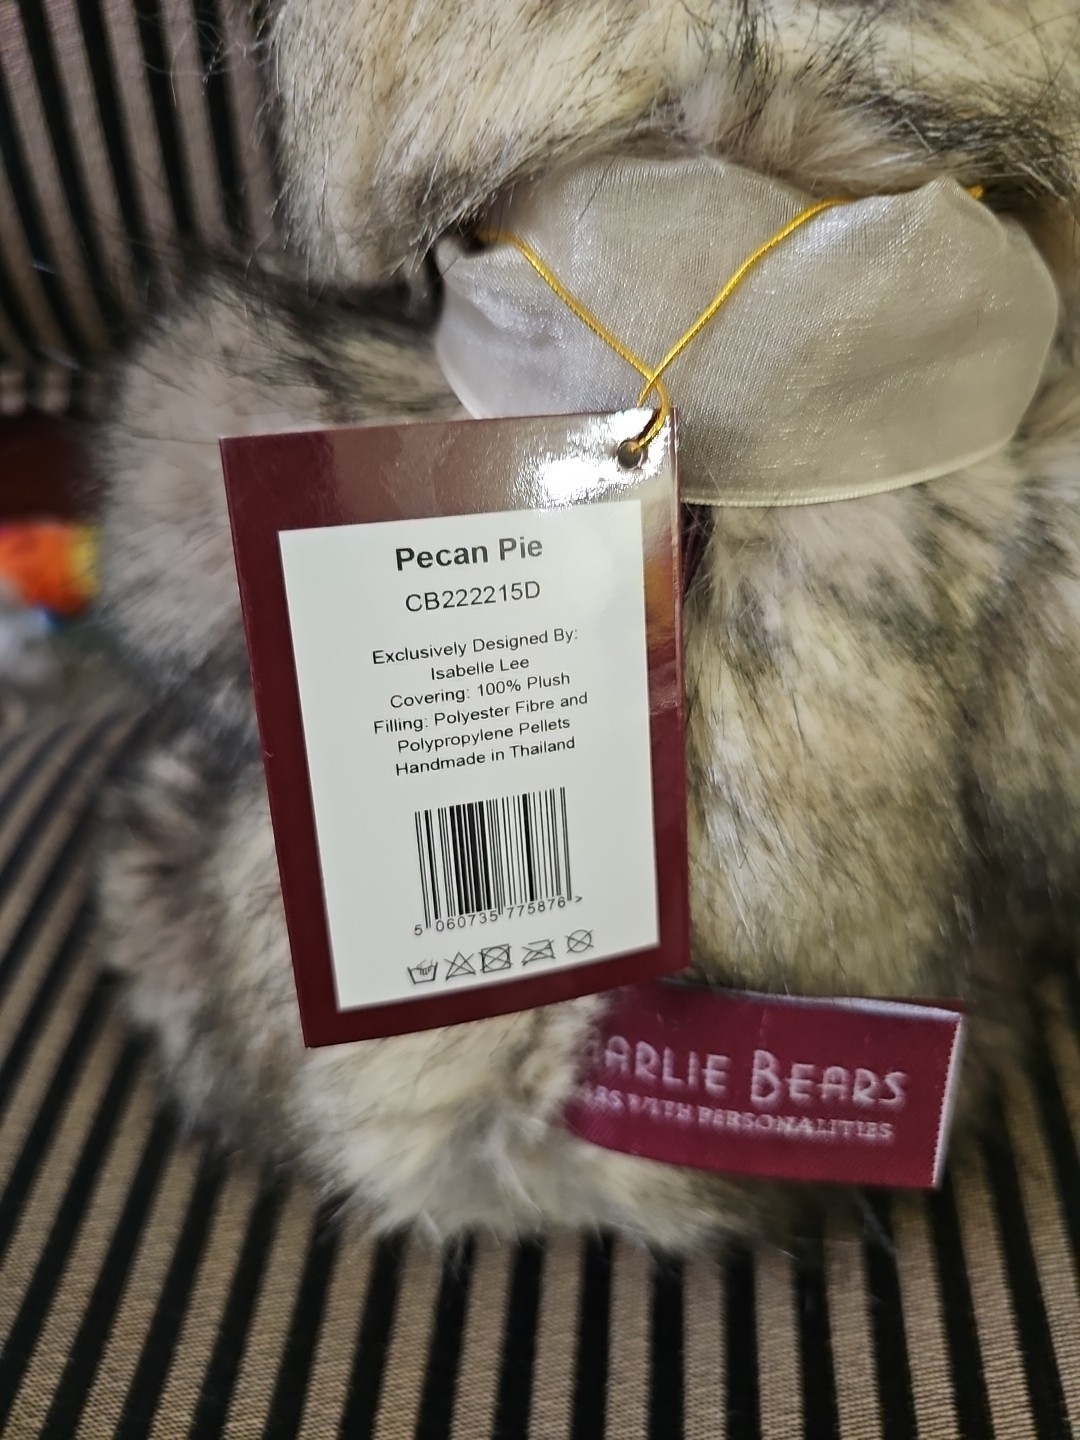 Pecan Pie
CB222215D
Exclusively Designed By:
Isabelle Lee
Covering: 100% Plush
Filling: Polyester Fibre and
Polypropylene Pellets
Handmade in Thailand
5 060735 775876 >
ARLIE BEARS
WITH PERSONALITIES